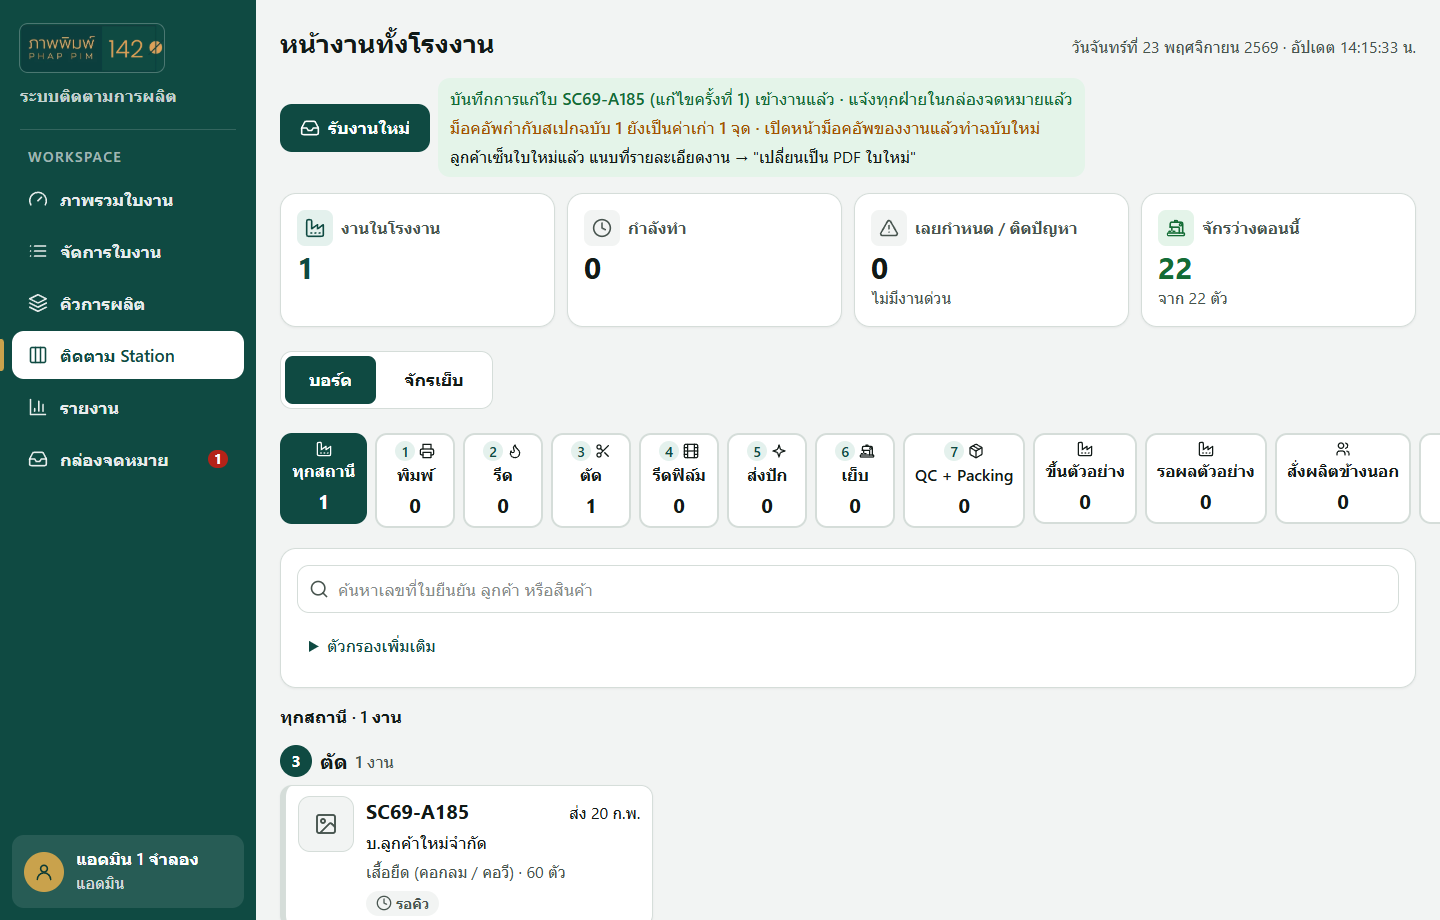 ภาพพิมพ์ 142
PHAP PIM
ระบบติดตามการผลิต
WORKSPACE
ภาพรวมใบงาน
จัดการใบงาน
คิวการผลิต
ติดตาม Station
รายงาน
กล่องจดหมาย 1
แอดมิน 1 จำลอง
แอดมิน
หน้างานทั้งโรงงาน
วันจันทร์ที่ 23 พฤศจิกายน 2569 · อัปเดต 14:15:33 น.
รับงานใหม่
บันทึกการแก้ใบ SC69-A185 (แก้ไขครั้งที่ 1) เข้างานแล้ว · แจ้งทุกฝ่ายในกล่องจดหมายแล้ว
ม็อคอัพกำกับสเปกฉบับ 1 ยังเป็นค่าเก่า 1 จุด · เปิดหน้าม็อคอัพของงานแล้วทำฉบับใหม่
ลูกค้าเซ็นใบใหม่แล้ว แนบที่รายละเอียดงาน → "เปลี่ยนเป็น PDF ใบใหม่"
งานในโรงงาน
1
กำลังทำ
0
เลยกำหนด / ติดปัญหา
0
ไม่มีงานด่วน
จักรว่างตอนนี้
22
จาก 22 ตัว
บอร์ด
จักรเย็บ
ทุกสถานี
1
1
พิมพ์
0
2
รีด
0
3
ตัด
1
4
รีดฟิล์ม
0
5
ส่งปัก
0
6
เย็บ
0
7
QC + Packing
0
ขึ้นตัวอย่าง
0
รอผลตัวอย่าง
0
สั่งผลิตข้างนอก
0
ค้นหาเลขที่ใบยืนยัน ลูกค้า หรือสินค้า
ตัวกรองเพิ่มเติม
ทุกสถานี · 1 งาน
3 ตัด 1 งาน
SC69-A185 ส่ง 20 ก.พ.
บ.ลูกค้าใหม่จำกัด
เสื้อยืด (คอกลม / คอวี) · 60 ตัว
รอคิว